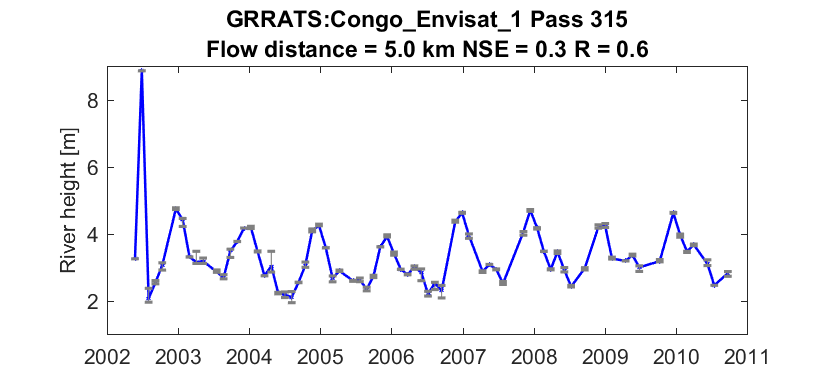 GRRATS:Congo_Envisat_1 Pass 315
Flow distance = 5.0 km NSE = 0.3 R = 0.6
River height [m]
8
6
4
2
2002 2003 2004 2005 2006 2007 2008 2009 2010 2011